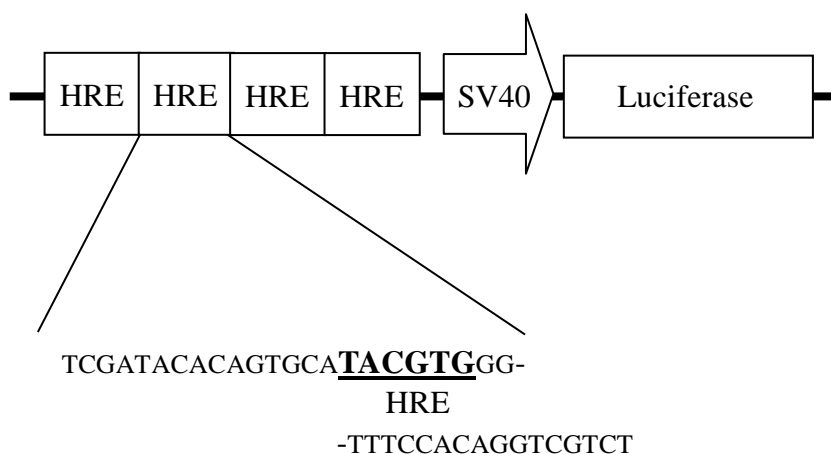 HRE HRE HRE HRE SV40 Luciferase
TCGATACACAGTGCATACGTGGG-
HRE
-TTTCCACAGGTCGTCT